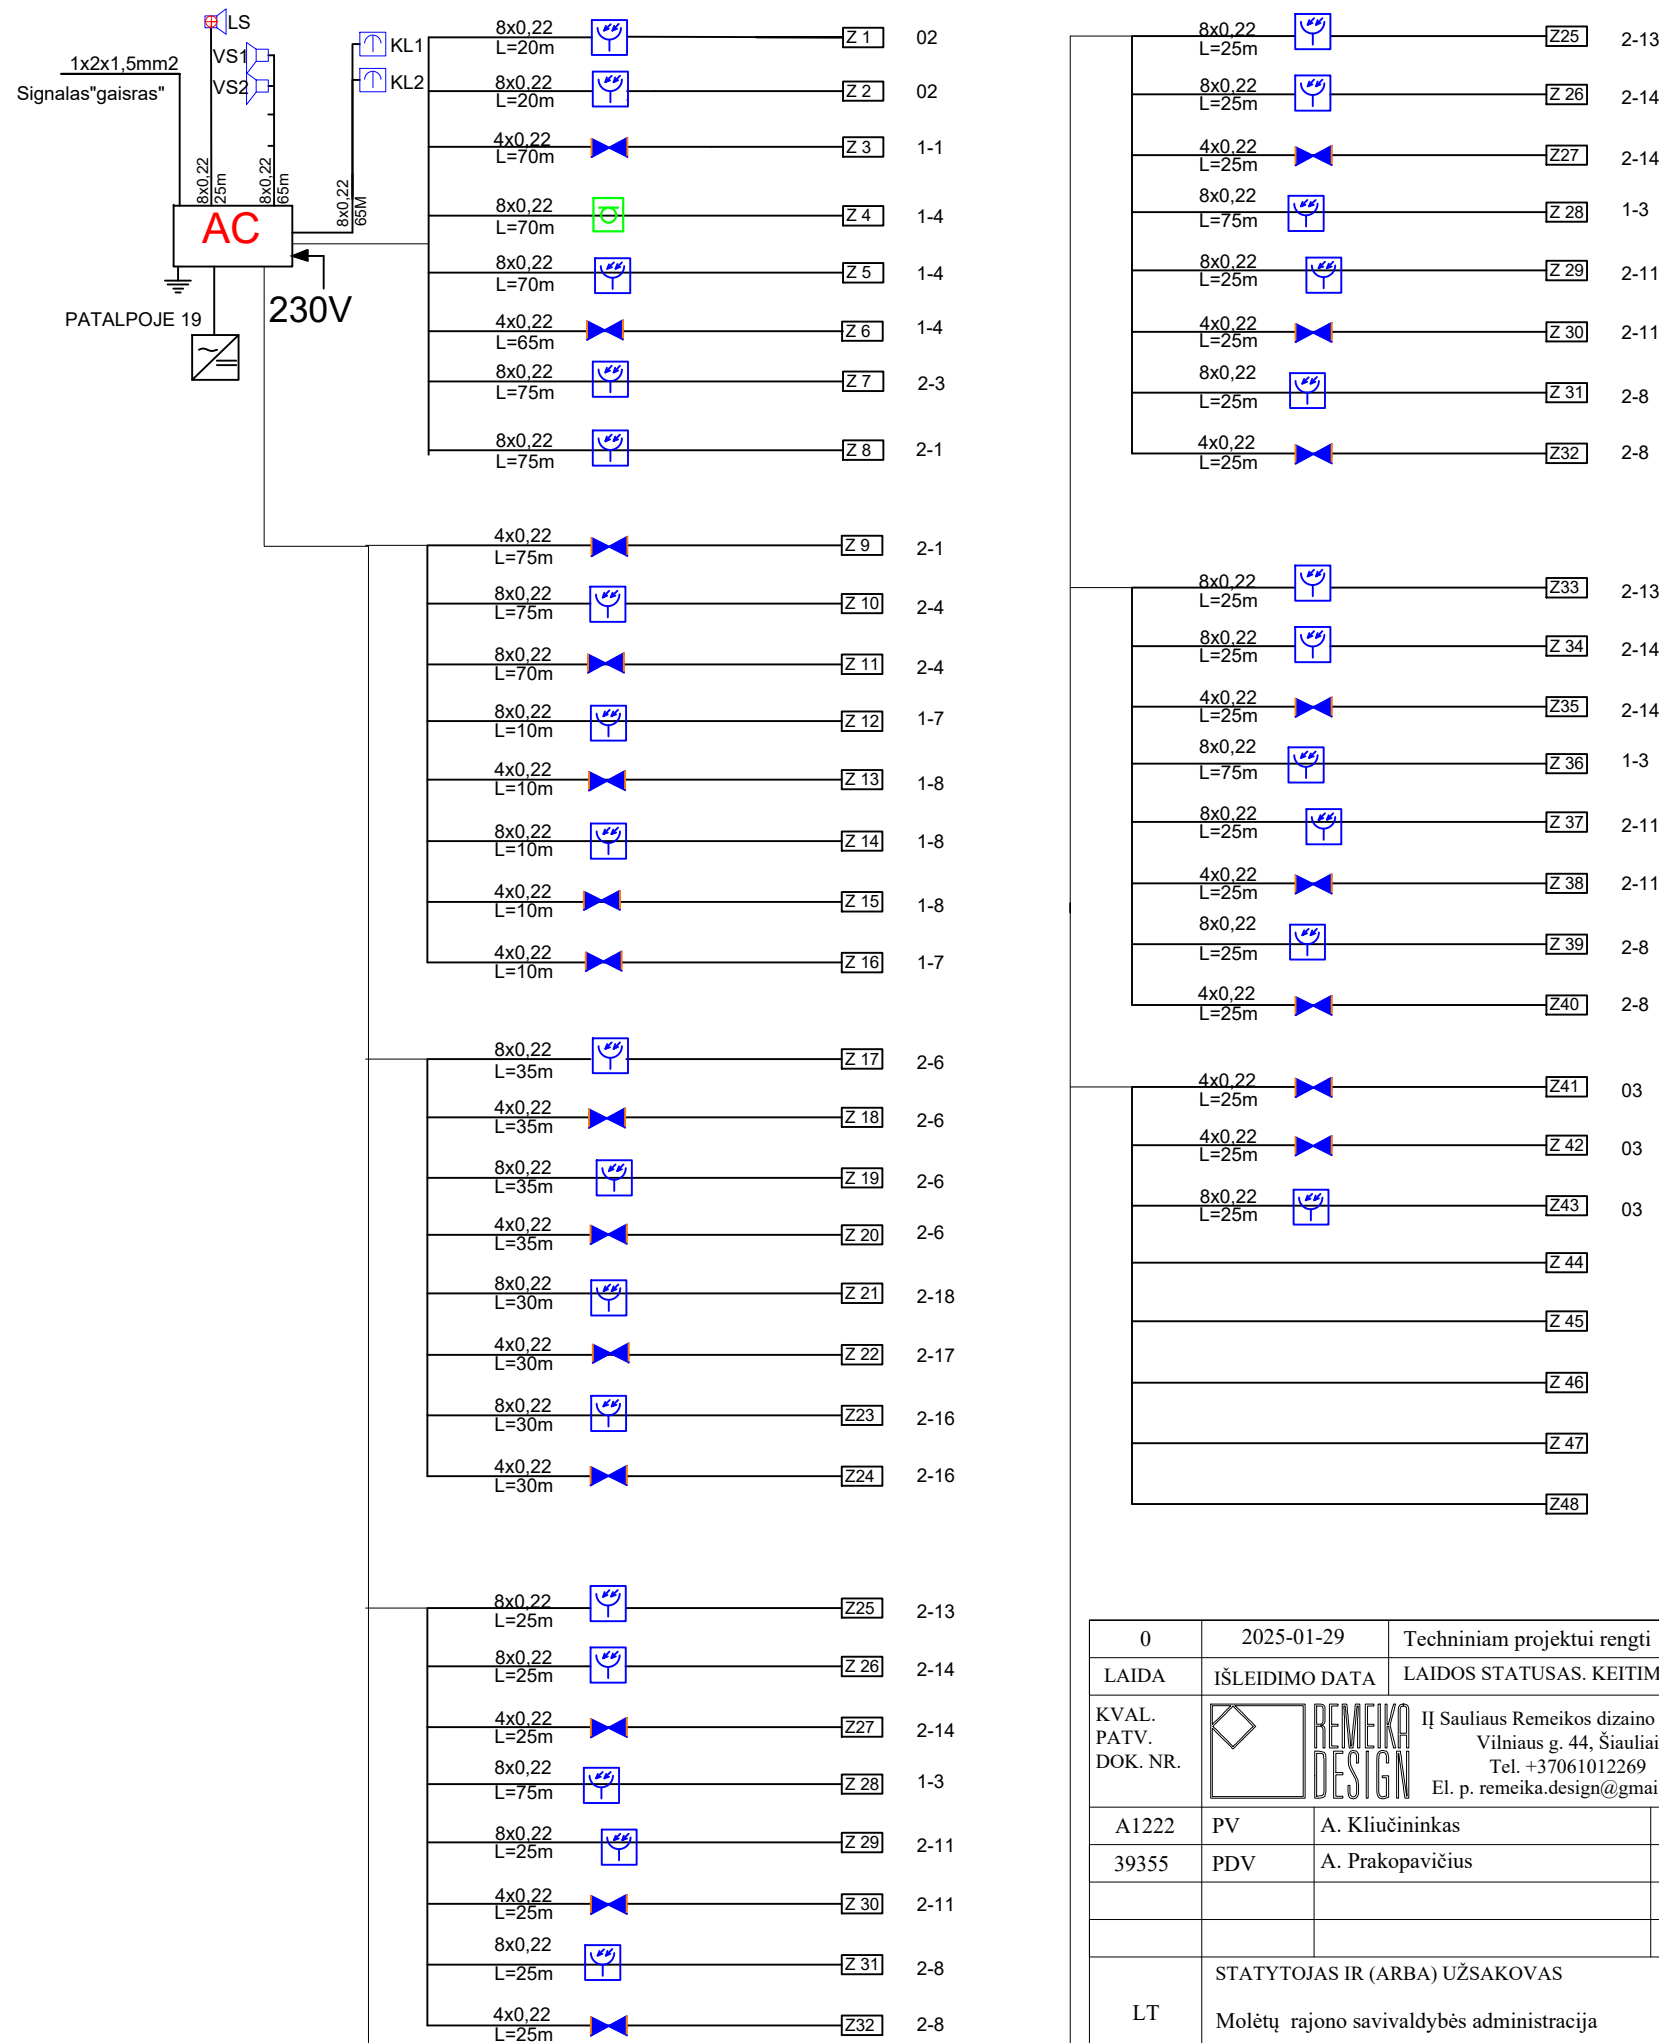 LS
VS1
VS2
KL1
KL2
1x2x1,5mm2
Signalas"gaisras"
8x0,22
25m
8x0,22
65m
8x0,22
65M
AC
230V
PATALPOJE 19
8x0,22
L=20m
Z 1
02
8x0,22
L=20m
Z 2
02
4x0,22
L=70m
Z 3
1-1
8x0,22
L=70m
Z 4
1-4
8x0,22
L=70m
Z 5
1-4
4x0,22
L=65m
Z 6
1-4
8x0,22
L=75m
Z 7
2-3
8x0,22
L=75m
Z 8
2-1
4x0,22
L=75m
Z 9
2-1
8x0,22
L=75m
Z 10
2-4
8x0,22
L=70m
Z 11
2-4
8x0,22
L=10m
Z 12
1-7
4x0,22
L=10m
Z 13
1-8
8x0,22
L=10m
Z 14
1-8
4x0,22
L=10m
Z 15
1-8
4x0,22
L=10m
Z 16
1-7
8x0,22
L=35m
Z 17
2-6
4x0,22
L=35m
Z 18
2-6
8x0,22
L=35m
Z 19
2-6
4x0,22
L=35m
Z 20
2-6
8x0,22
L=30m
Z 21
2-18
4x0,22
L=30m
Z 22
2-17
8x0,22
L=30m
Z23
2-16
4x0,22
L=30m
Z24
2-16
8x0,22
L=25m
Z25
2-13
8x0,22
L=25m
Z 26
2-14
4x0,22
L=25m
Z27
2-14
8x0,22
L=75m
Z 28
1-3
8x0,22
L=25m
Z 29
2-11
4x0,22
L=25m
Z 30
2-11
8x0,22
L=25m
Z 31
2-8
4x0,22
L=25m
Z32
2-8
8x0,22
L=25m
Z25
2-13
8x0,22
L=25m
Z 26
2-14
4x0,22
L=25m
Z27
2-14
8x0,22
L=75m
Z 28
1-3
8x0,22
L=25m
Z 29
2-11
4x0,22
L=25m
Z 30
2-11
8x0,22
L=25m
Z 31
2-8
4x0,22
L=25m
Z32
2-8
8x0,22
L=25m
Z33
2-13
8x0,22
L=25m
Z 34
2-14
4x0,22
L=25m
Z35
2-14
8x0,22
L=75m
Z 36
1-3
8x0,22
L=25m
Z 37
2-11
4x0,22
L=25m
Z 38
2-11
8x0,22
L=25m
Z 39
2-8
4x0,22
L=25m
Z40
2-8
4x0,22
L=25m
Z41
03
4x0,22
L=25m
Z 42
03
8x0,22
L=25m
Z43
03
Z 44
Z 45
Z 46
Z 47
Z48
0
2025-01-29
Techniniam projektui rengti
LAIDA
IŠLEIDIMO DATA
LAIDOS STATUSAS. KEITIM
KVAL.
PATV.
DOK. NR.
REMEIKA
DESIGN
IĮ Sauliaus Remeikos dizaino
Vilniaus g. 44, Šiauliai
Tel. +37061012269
El. p. remeika.design@gmai
A1222
PV
A. Kliučininkas
39355
PDV
A. Prakopavičius
LT
STATYTOJAS IR (ARBA) UŽSAKOVAS
Molėtų rajono savivaldybės administracija